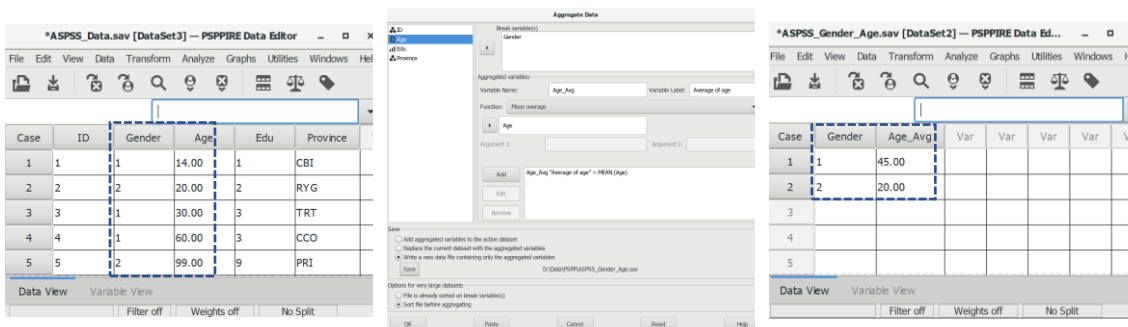 *ASPSS_Data.sav [DataSet3] — PSPPIRE Data Editor
File Edit View Data Transform Analyze Graphs Utilities Windows Hel
Case ID Gender Age Edu Province
1 1 1 14.00 1 CBI
2 2 2 20.00 2 RYG
3 3 1 30.00 3 TRT
4 4 1 60.00 3 CCO
5 5 2 99.00 9 PRI
Data View Variable View
Filter off Weights off No Split
Aggregate Data
ID
Age
Edu
Province
Break variable(s)
Gender
Aggregated variables
Variable Name: Age_Avg Variable Label: Average of age
Function: Mean average
Age
Argument 1: Argument 2:
Add
Edit
Remove
Age_Avg "Average of age" = MEAN (Age)
Save
Add aggregated variables to the active dataset
Replace the current dataset with the aggregated variables
Write a new data file containing only the aggregated variables
Save D:\Data\PSPP\ASPSS_Gender_Age.sav
Options for very large datasets
File is already sorted on break variable(s)
Sort file before aggregating
OK Paste Cancel Reset Help
*ASPSS_Gender_Age.sav [DataSet2] — PSPPIRE Data Ed...
File Edit View Data Transform Analyze Graphs Utilities Windows
Case Gender Age_Avg Var Var Var Var
1 1 45.00
2 2 20.00
3
4
5
Data View Variable View
Filter off Weights off No Split